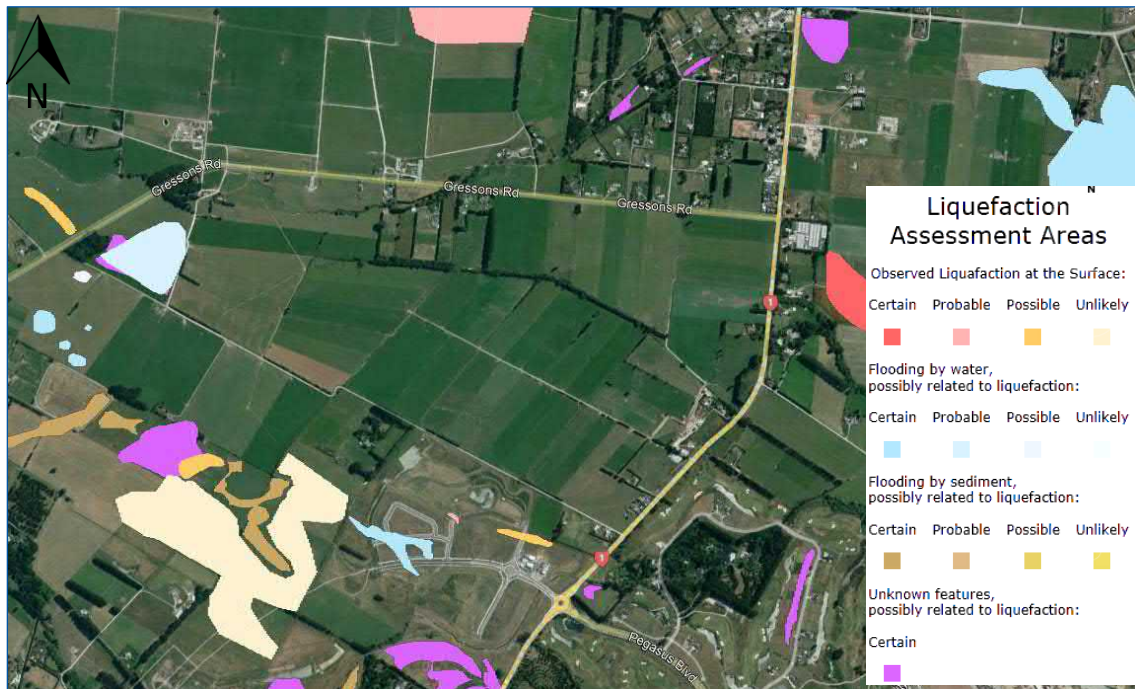 N
Gressons Rd
Gressons Rd
Gressons Rd
1
1
Pegasus Blvd
N
Liquefaction
Assessment Areas
Observed Liquafaction at the Surface:
Certain Probable Possible Unlikely
Flooding by water,
possibly related to liquefaction:
Certain Probable Possible Unlikely
Flooding by sediment,
possibly related to liquefaction:
Certain Probable Possible Unlikely
Unknown features,
possibly related to liquefaction:
Certain